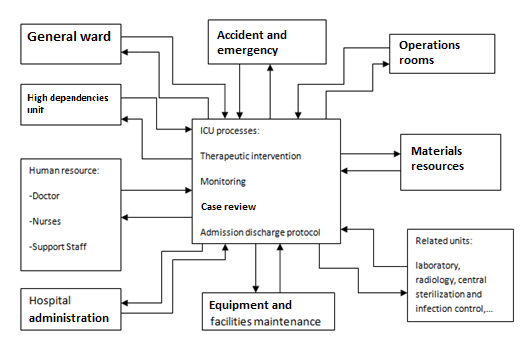 General ward
Accident and
emergency
Operations
rooms
High dependencies
unit
ICU processes:
Therapeutic intervention
Monitoring
Case review
Admission discharge protocol
Materials
resources
Human resource:
-Doctor
-Nurses
-Support Staff
Related units:
laboratory,
radiology, central
sterilization and
infection control,...
Hospital
administration
Equipment and
facilities maintenance